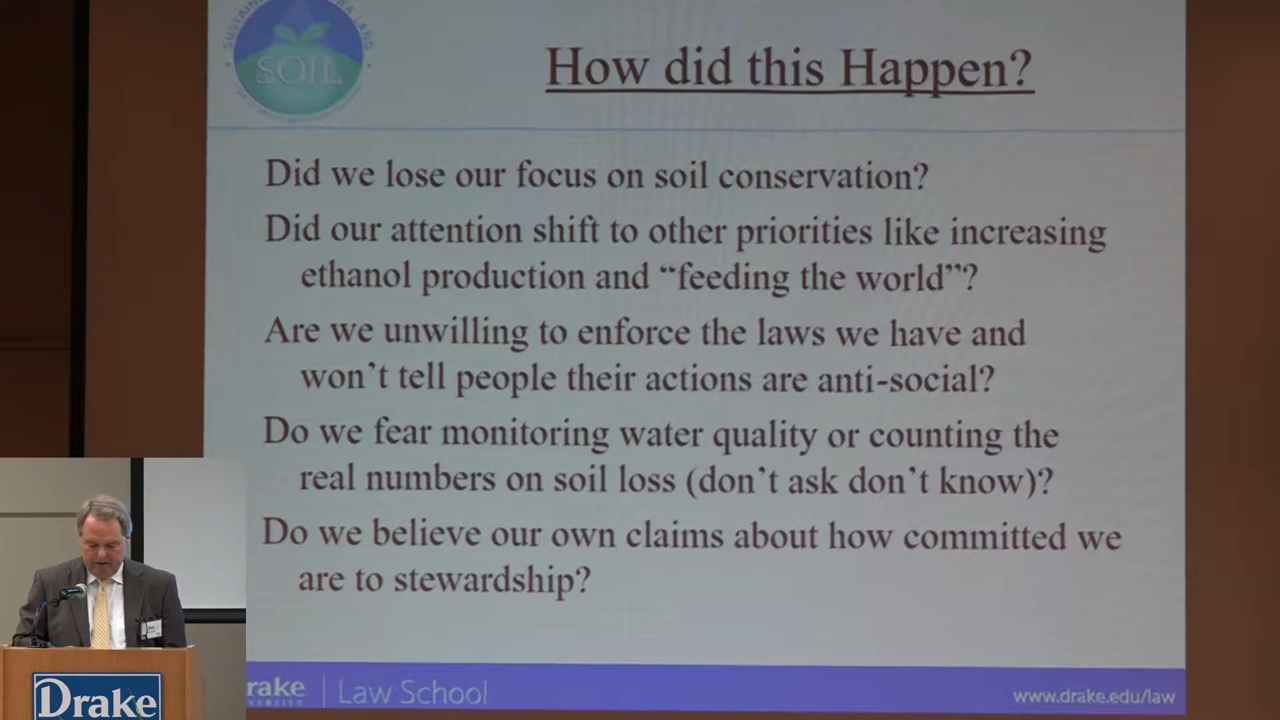 SOIL
How did this Happen?
Did we lose our focus on soil conservation?
Did our attention shift to other priorities like increasing
ethanol production and “feeding the world”?
Are we unwilling to enforce the laws we have and
won’t tell people their actions are anti-social?
Do we fear monitoring water quality or counting the
real numbers on soil loss (don’t ask don’t know)?
Do we believe our own claims about how committed we
are to stewardship?
rake
Law School
www.drake.edu/law
Drake